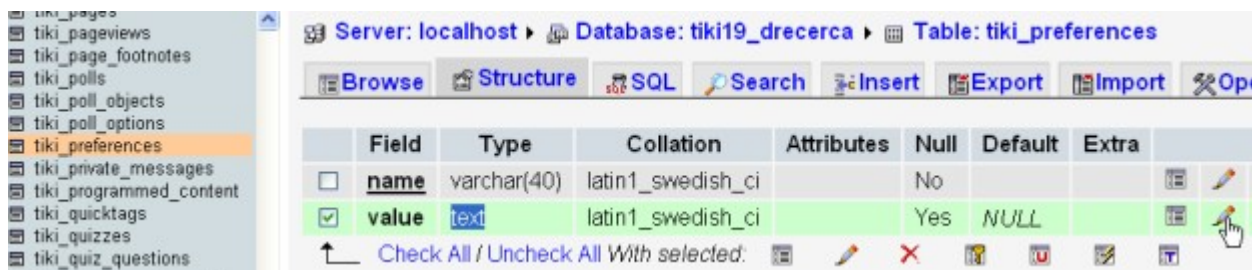 tiki_pages
tiki_pageviews
tiki_page_footnotes
tiki_polls
tiki_poll_objects
tiki_poll_options
tiki_preferences
tiki_private_messages
tiki_programmed_content
tiki_quicktags
tiki_quizzes
tiki_quiz_questions
Server: localhost ▸ Database: tiki19_drecerca ▸ Table: tiki_preferences
Browse Structure SQL Search Insert Export Import Ope
Field Type Collation Attributes Null Default Extra
name varchar(40) latin1_swedish_ci No
value text latin1_swedish_ci Yes NULL
Check All / Uncheck All With selected: